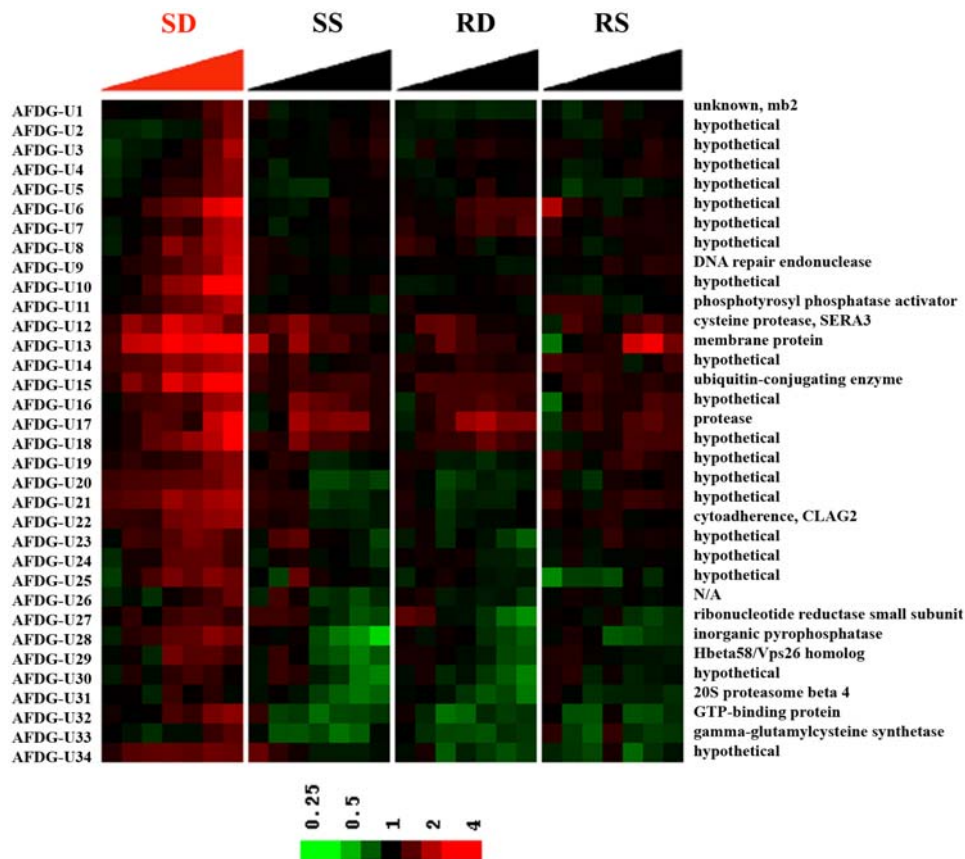 SD SS RD RS
AFDG-U1 unknown, mb2
AFDG-U2 hypothetical
AFDG-U3 hypothetical
AFDG-U4 hypothetical
AFDG-U5 hypothetical
AFDG-U6 hypothetical
AFDG-U7 hypothetical
AFDG-U8 hypothetical
AFDG-U9 DNA repair endonuclease
AFDG-U10 hypothetical
AFDG-U11 phosphotyrosyl phosphatase activator
AFDG-U12 cysteine protease, SERA3
AFDG-U13 membrane protein
AFDG-U14 hypothetical
AFDG-U15 ubiquitin-conjugating enzyme
AFDG-U16 hypothetical
AFDG-U17 protease
AFDG-U18 hypothetical
AFDG-U19 hypothetical
AFDG-U20 hypothetical
AFDG-U21 hypothetical
AFDG-U22 cytoadherence, CLAG2
AFDG-U23 hypothetical
AFDG-U24 hypothetical
AFDG-U25 hypothetical
AFDG-U26 N/A
AFDG-U27 ribonucleotide reductase small subunit
AFDG-U28 inorganic pyrophosphatase
AFDG-U29 Hbeta58/Vps26 homolog
AFDG-U30 hypothetical
AFDG-U31 20S proteasome beta 4
AFDG-U32 GTP-binding protein
AFDG-U33 gamma-glutamylcysteine synthetase
AFDG-U34 hypothetical
0.25 0.5 1 2 4